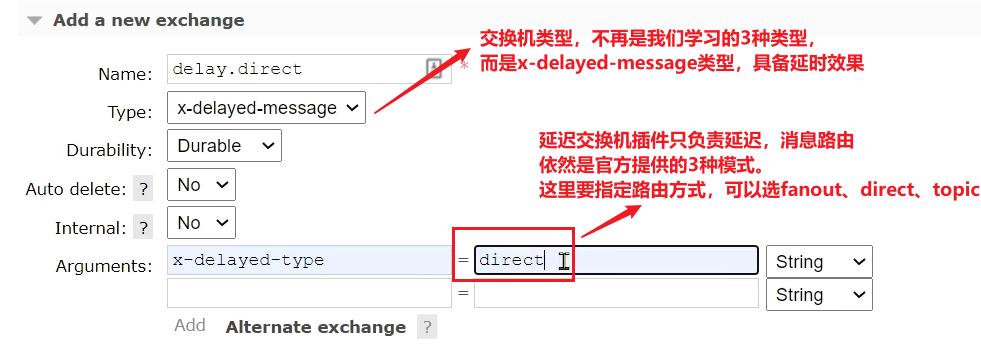 Add a new exchange
交换机类型，不再是我们学习的3种类型，
而是x-delayed-message类型，具备延时效果
Name: delay.direct *
Type: x-delayed-message
延迟交换机插件只负责延迟，消息路由
依然是官方提供的3种模式。
这里要指定路由方式，可以选fanout、direct、topic
Durability: Durable
Auto delete: ? No
Internal: ? No
Arguments: x-delayed-type = direct String
= String
Add Alternate exchange ?